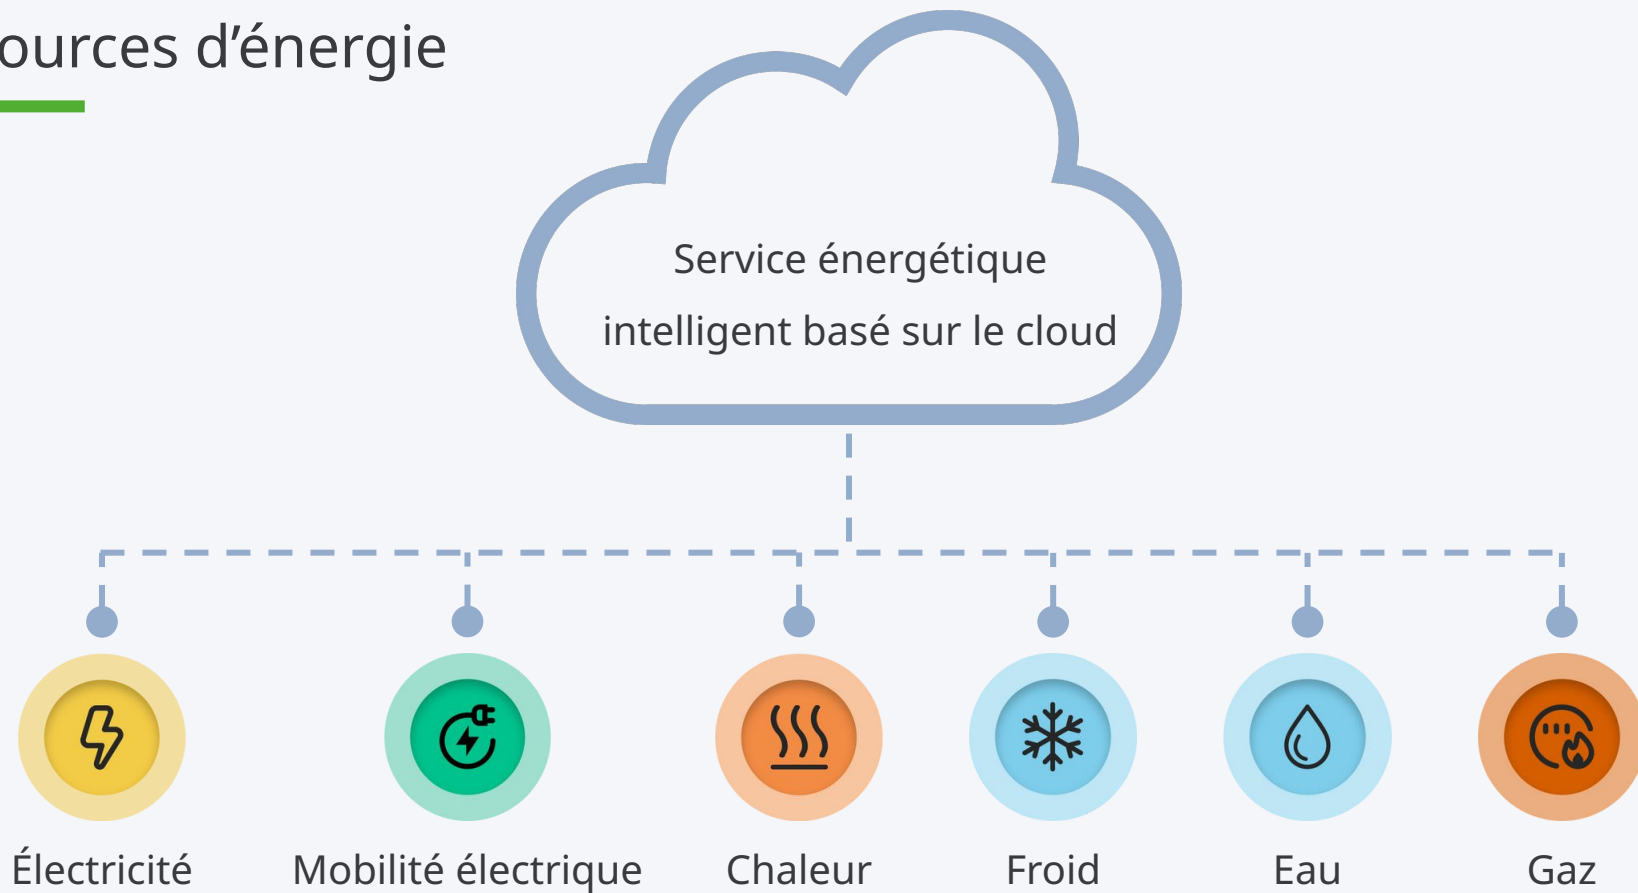 ources d’énergie
Service énergétique
intelligent basé sur le cloud
Électricité
Mobilité électrique
Chaleur
Froid
Eau
Gaz